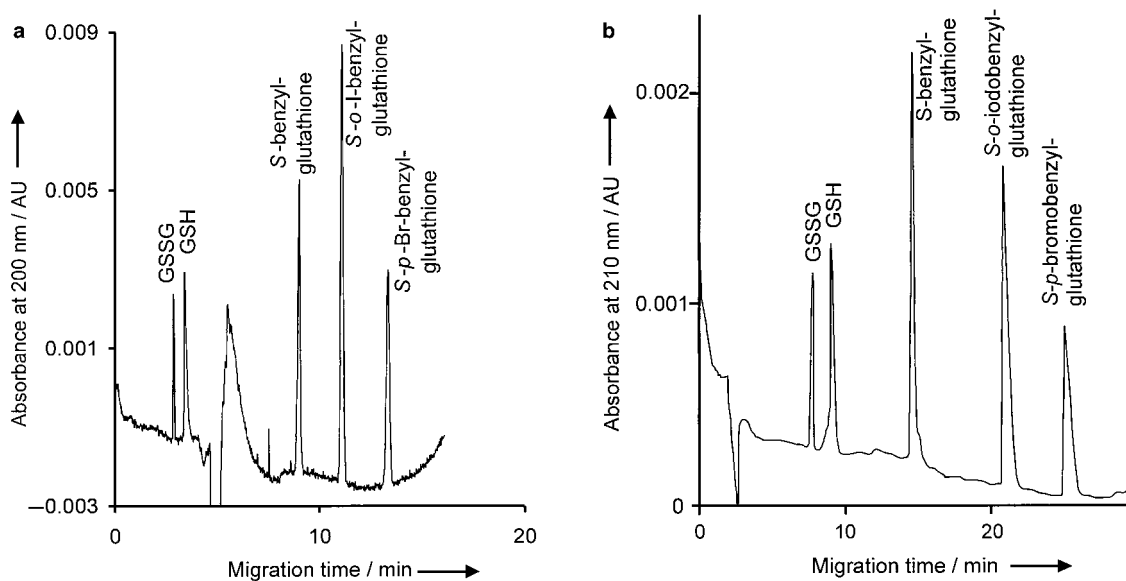 a
0.009
0.005
0.001
−0.003
Absorbance at 200 nm / AU
GSSG
GSH
S-benzyl-
glutathione
S-o-I-benzyl-
glutathione
S-p-Br-benzyl-
glutathione
0
10
20
Migration time / min
b
0.002
0.001
0
Absorbance at 210 nm / AU
GSSG
GSH
S-benzyl-
glutathione
S-o-iodobenzyl-
glutathione
S-p-bromobenzyl-
glutathione
0
10
20
Migration time / min